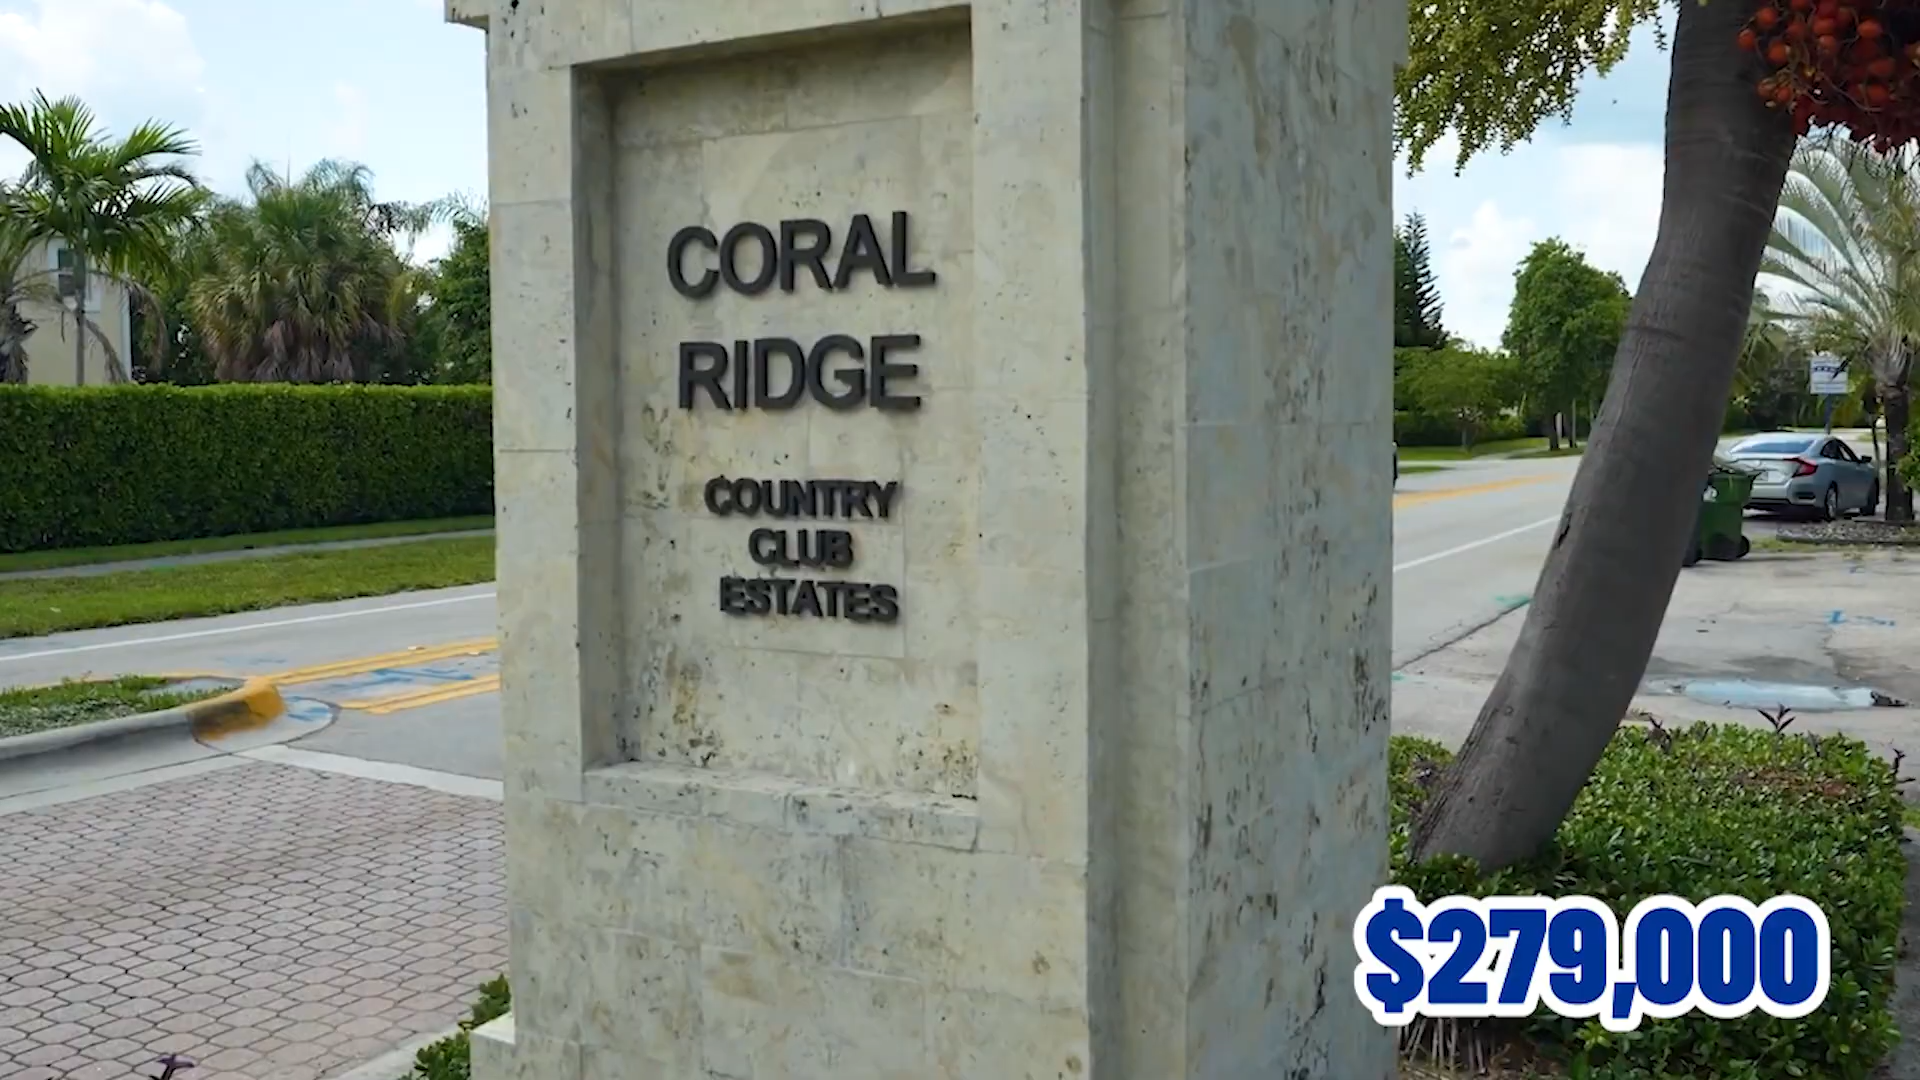 CORAL
RIDGE
COUNTRY
CLUB
ESTATES
$279,000